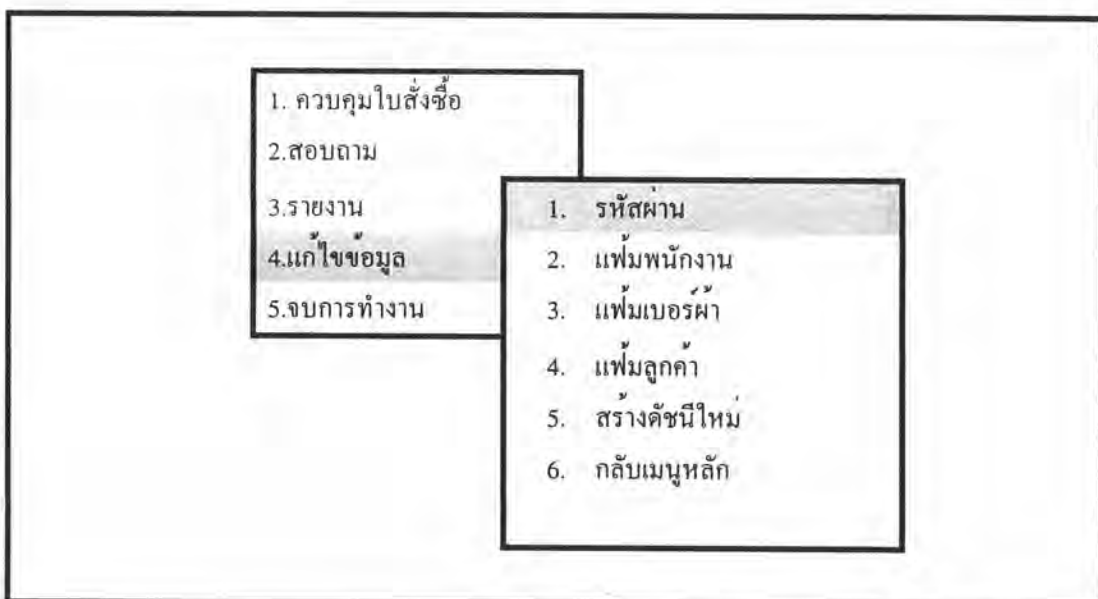 1. ควบคุมใบสั่งซื้อ
2.สอบถาม
3.รายงาน
4.แก้ไขข้อมูล
5.จบการทำงาน
1. รหัสผ่าน
2. แฟ้มพนักงาน
3. แฟ้มเบอร์ผ้า
4. แฟ้มลูกค้า
5. สร้างดัชนีใหม่
6. กลับเมนูหลัก